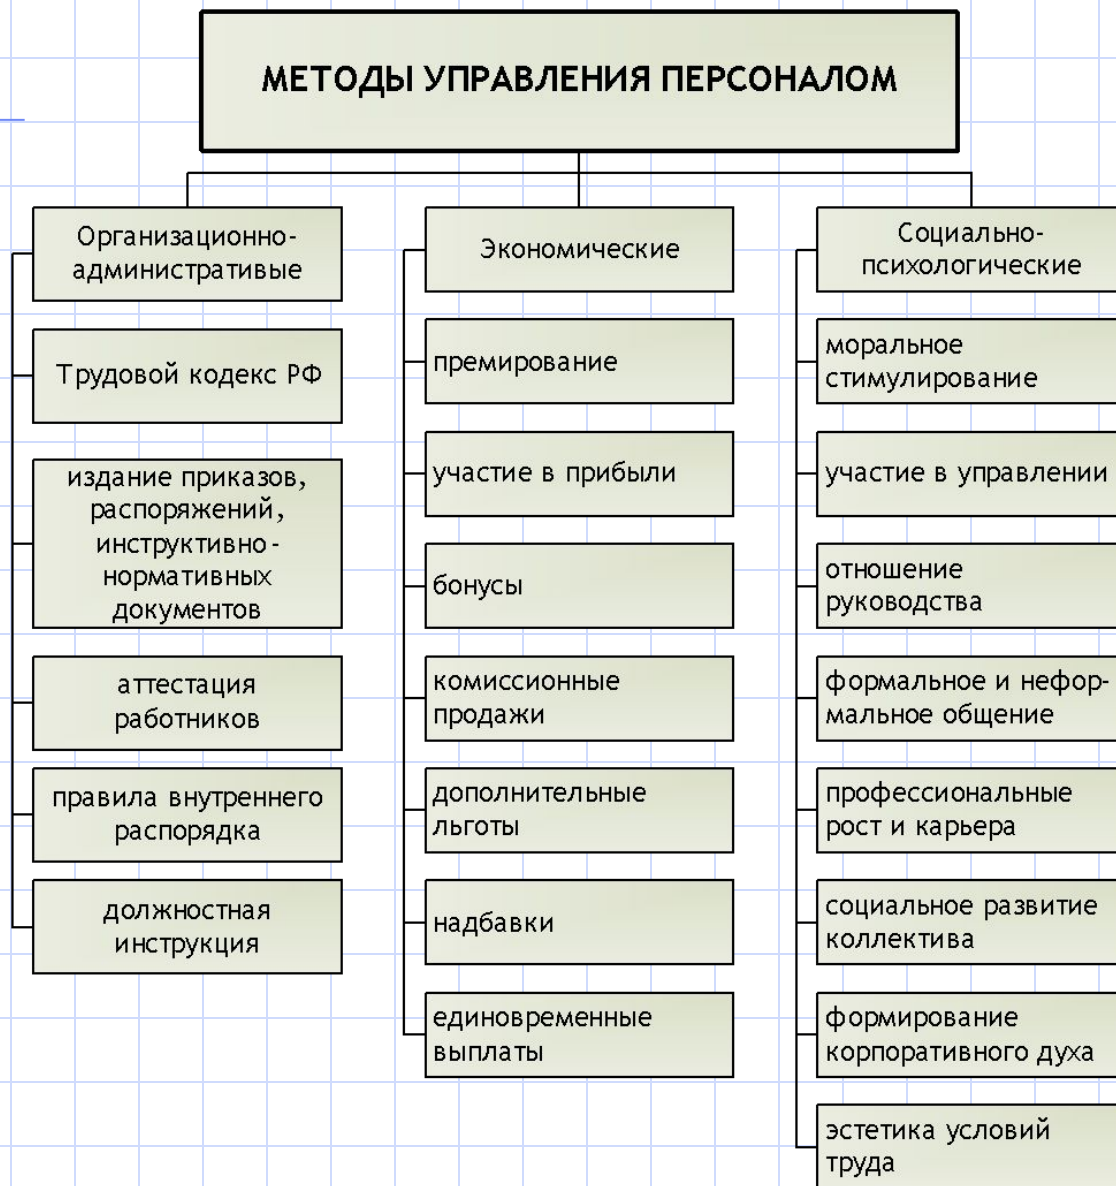 МЕТОДЫ УПРАВЛЕНИЯ ПЕРСОНАЛОМ
Организационно-
административые
Трудовой кодекс РФ
издание приказов,
распоряжений,
инструктивно-
нормативных
документов
аттестация
работников
правила внутреннего
распорядка
должностная
инструкция
Экономические
премирование
участие в прибыли
бонусы
комиссионные
продажи
дополнительные
льготы
надбавки
единовременные
выплаты
Социально-
психологические
моральное
стимулирование
участие в управлении
отношение
руководства
формальное и нефор-
мальное общение
профессиональные
рост и карьера
социальное развитие
коллектива
формирование
корпоративного духа
эстетика условий
труда